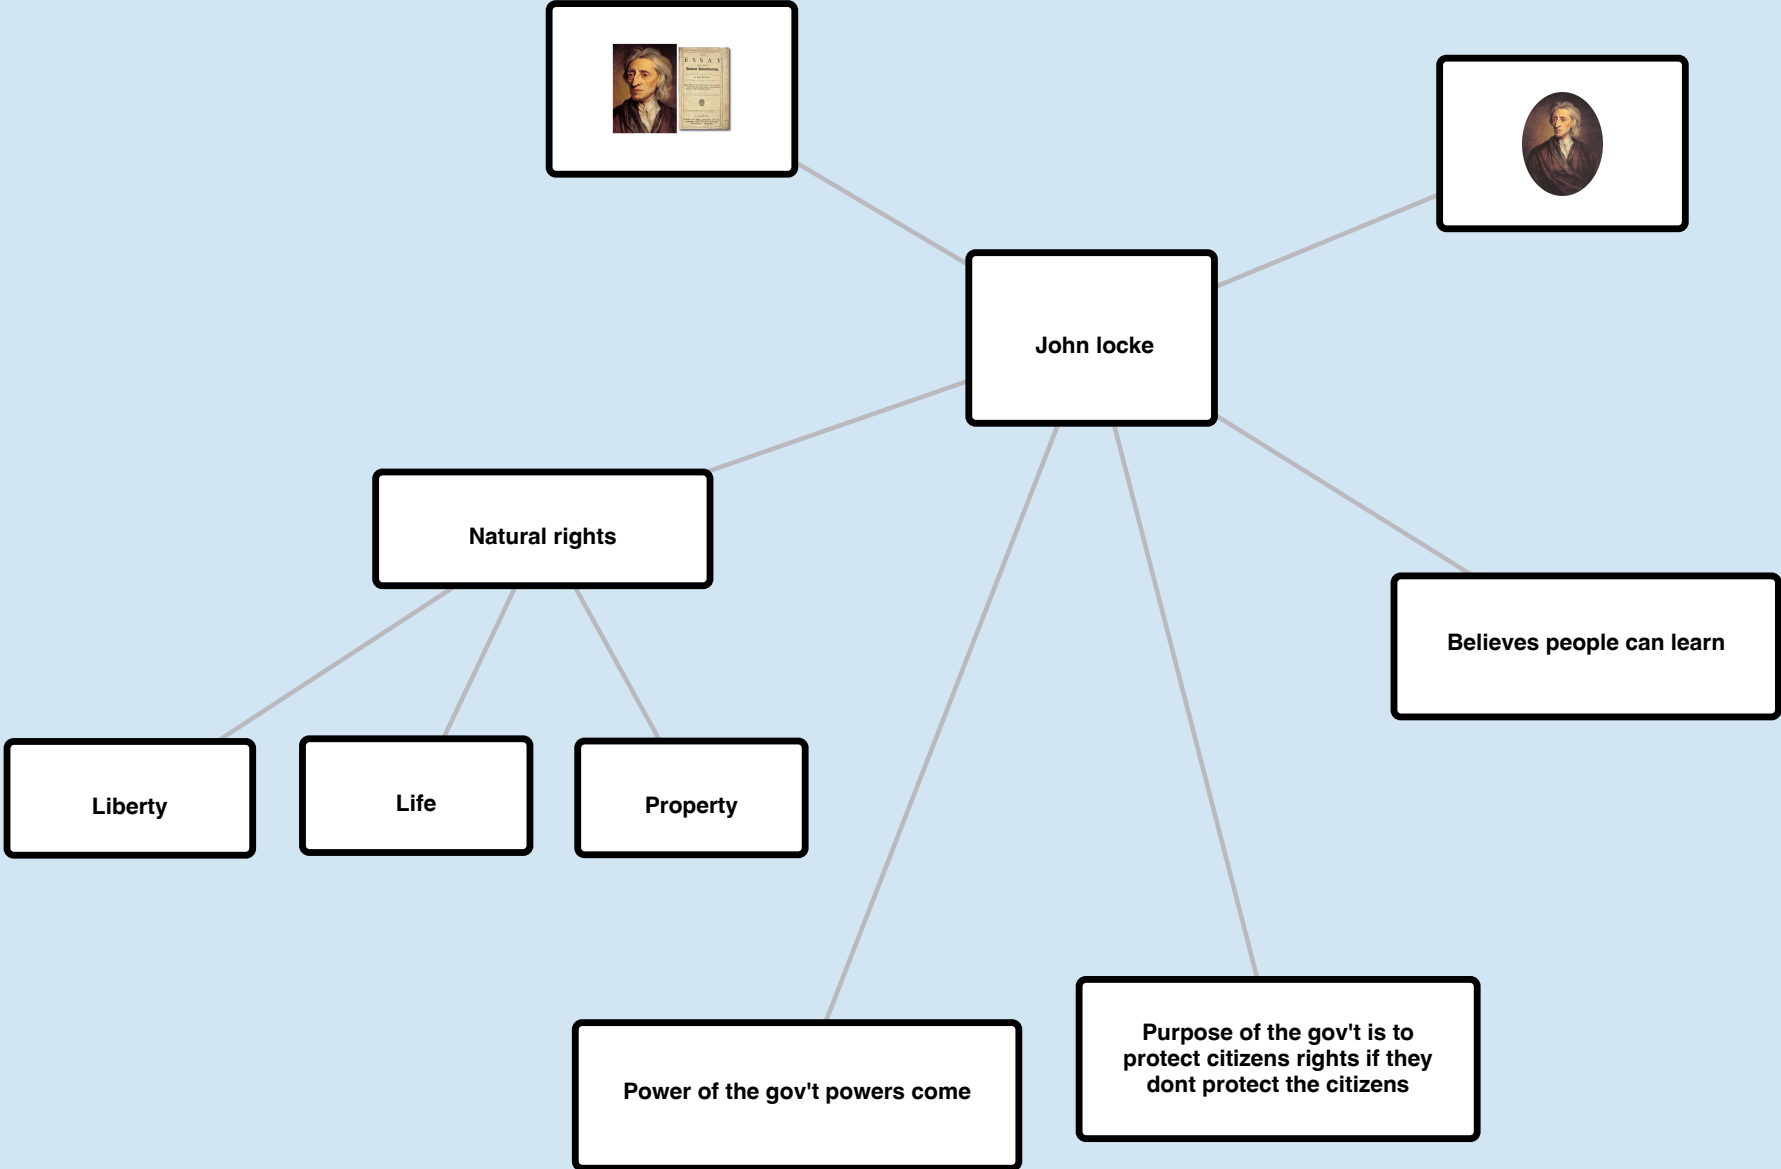 ESSAY
John locke
Natural rights
Believes people can learn
Liberty
Life
Property
Power of the gov't powers come
Purpose of the gov't is to
protect citizens rights if they
dont protect the citizens